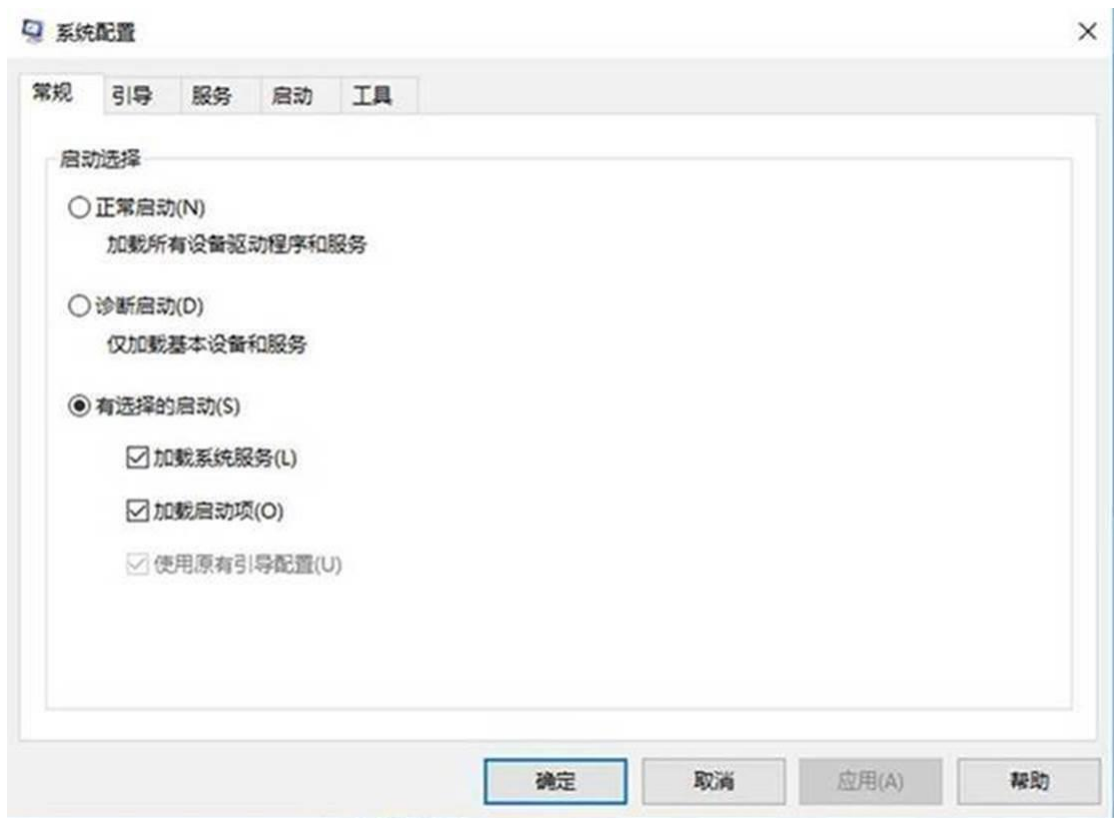 系统配置
常规 引导 服务 启动 工具
启动选择
正常启动(N)
加载所有设备驱动程序和服务
诊断启动(D)
仅加载基本设备和服务
有选择的启动(S)
加载系统服务(L)
加载启动项(O)
使用原有引导配置(U)
确定 取消 应用(A) 帮助